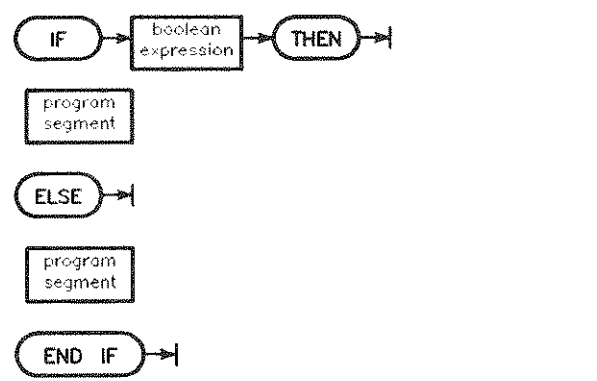 IF boolean expression THEN
program
segment
ELSE
program
segment
END IF